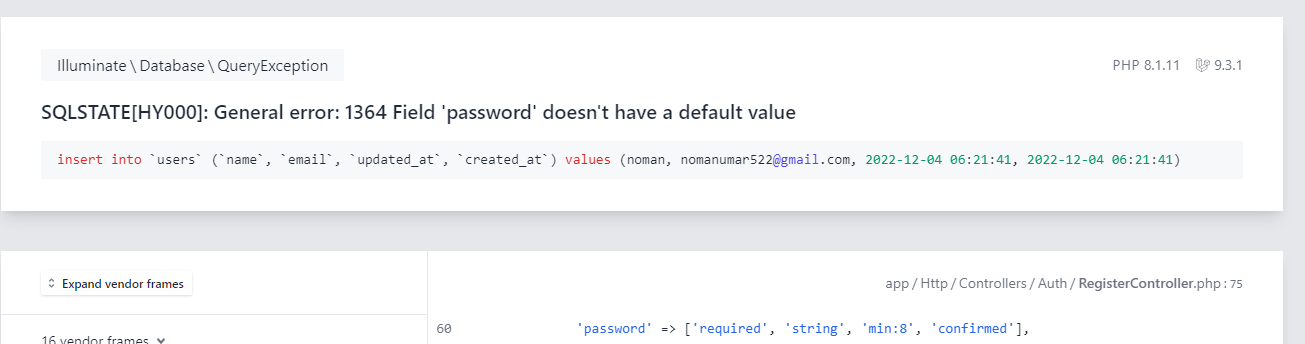 Illuminate \ Database \ QueryException
PHP 8.1.11 9.3.1
SQLSTATE[HY000]: General error: 1364 Field 'password' doesn't have a default value
insert into `users` (`name`, `email`, `updated_at`, `created_at`) values (noman, nomanumar522@gmail.com, 2022-12-04 06:21:41, 2022-12-04 06:21:41)
Expand vendor frames
app / Http / Controllers / Auth / RegisterController.php : 75
16 vendor frames
60 'password' => ['required', 'string', 'min:8', 'confirmed'],